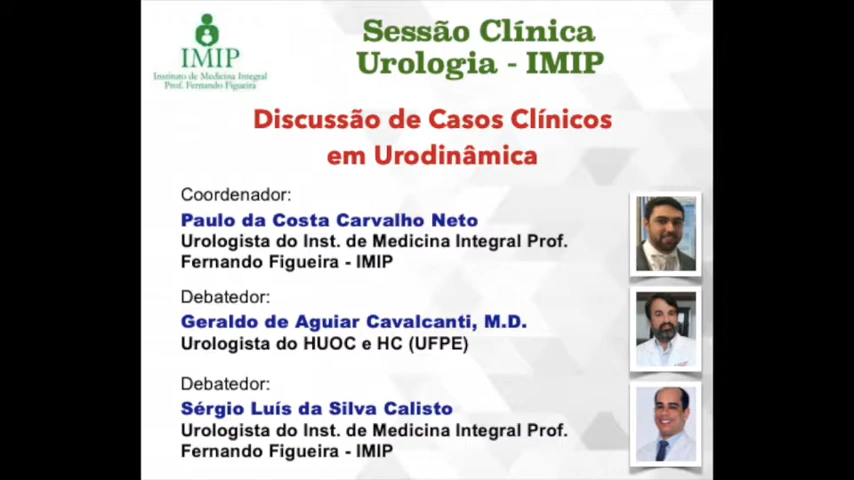 IMIP
Instituto de Medicina Integral
Prof. Fernando Figueira
Sessão Clínica
Urologia - IMIP
Discussão de Casos Clínicos
em Urodinâmica
Coordenador:
Paulo da Costa Carvalho Neto
Urologista do Inst. de Medicina Integral Prof.
Fernando Figueira - IMIP
Debatedor:
Geraldo de Aguiar Cavalcanti, M.D.
Urologista do HUOC e HC (UFPE)
Debatedor:
Sérgio Luís da Silva Calisto
Urologista do Inst. de Medicina Integral Prof.
Fernando Figueira - IMIP